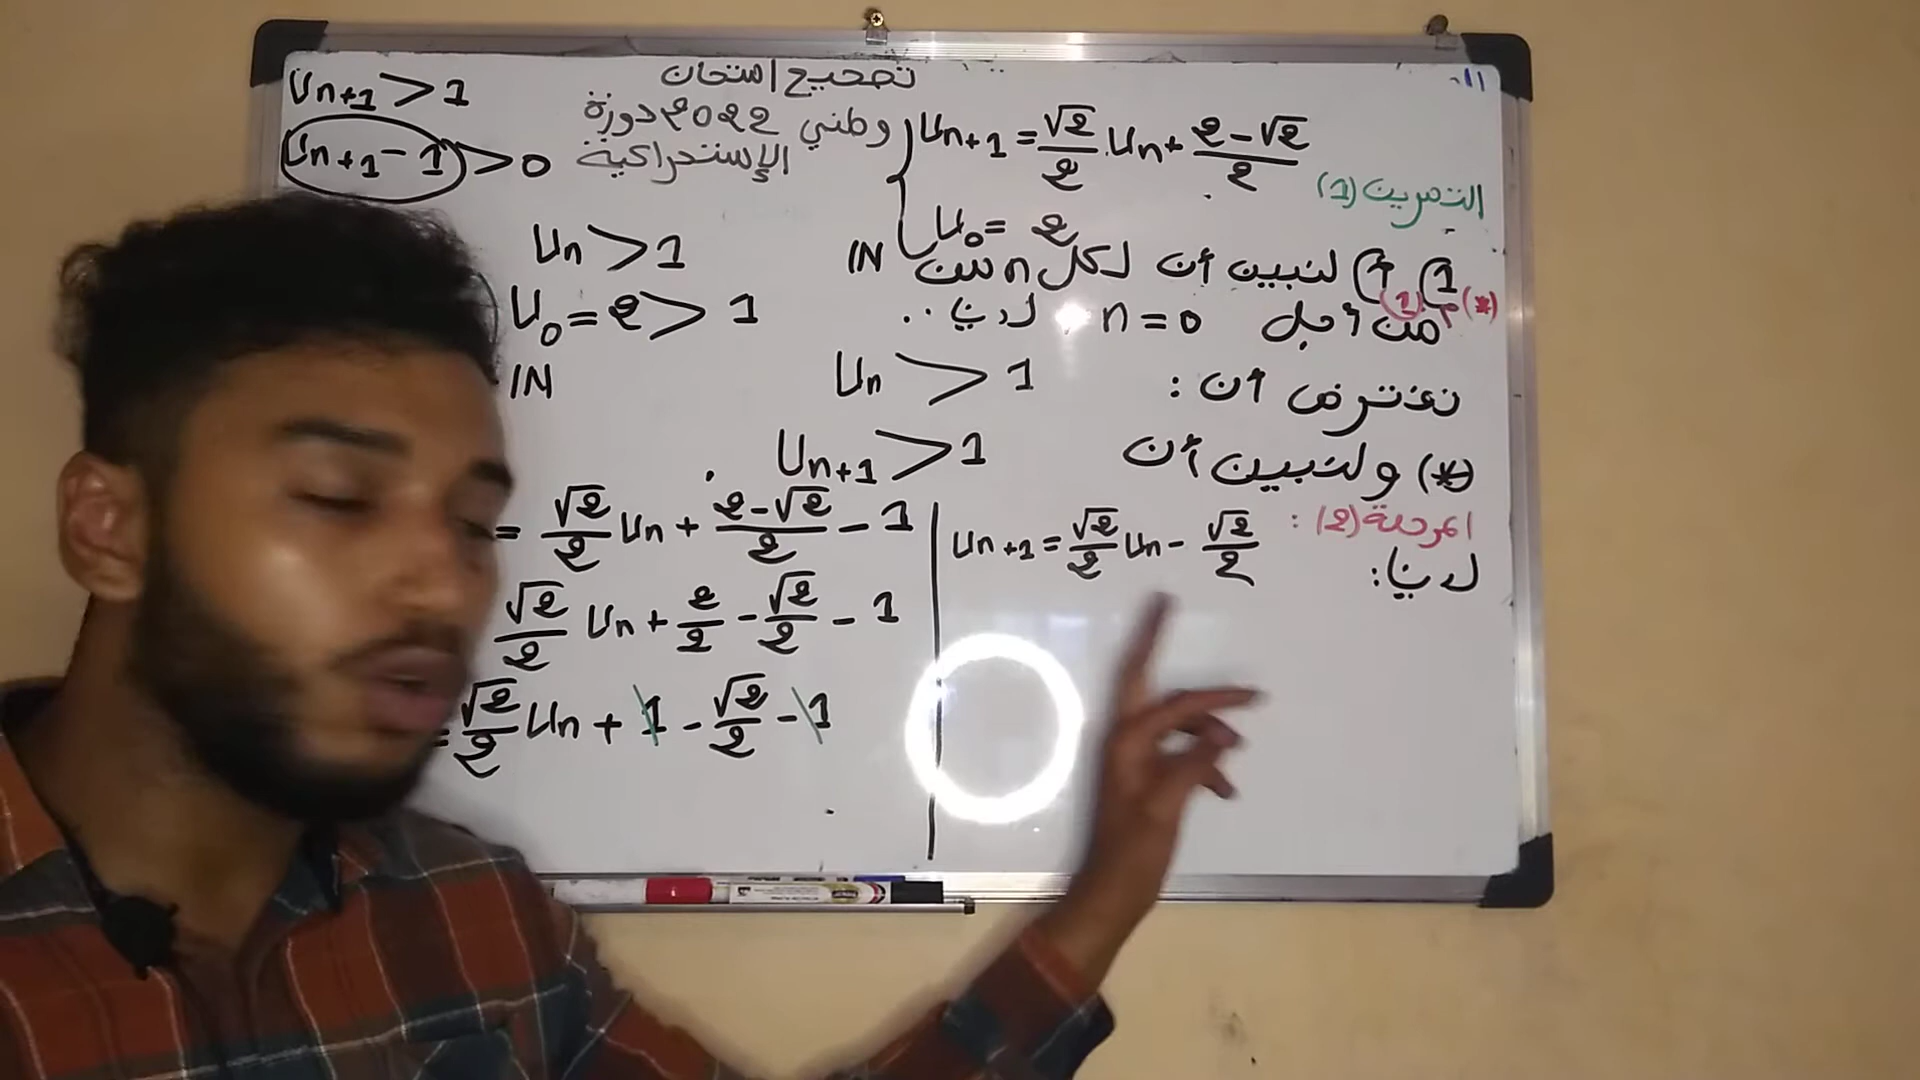 تصحيح امتحان
وطني 2022 دورة
الإستدراكية
Un+1 > 1
Un+1 - 1 > 0
Un+1 = √2/2 . Un + 2-√2/2
U0 = 2
التمرين (1)
1) 1) لنبين أن لكل n من IN
Un > 1
(*) (1)
من أجل n = 0 لدينا ..
U0 = 2 > 1
نفترض أن : Un > 1
IN
(*) ولنبين أن Un+1 > 1 .
المرحلة (2) :
لدينا :
= √2/2 Un + 2-√2/2 - 1
√2/2 Un + 2/2 - √2/2 - 1
= √2/2 Un + 1 - √2/2 - 1
Un+1 = √2/2 Un - √2/2